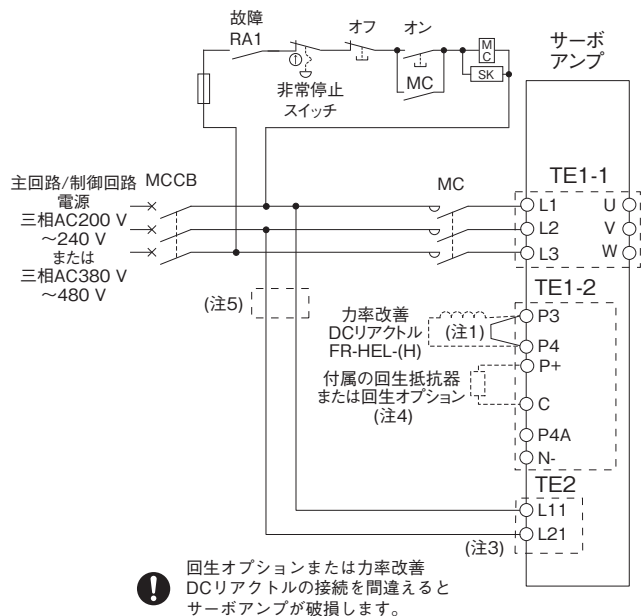 故障
RA1
オフ
オン
M
C
SK
MC
非常停止
スイッチ
サーボ
アンプ
主回路/制御回路
電源
三相AC200 V
～240 V
または
三相AC380 V
～480 V
MCCB
MC
TE1-1
L1
L2
L3
U
V
W
TE1-2
(注5)
力率改善
DCリアクトル
FR-HEL-(H)
(注1)
P3
P4
P+
付属の回生抵抗器
または回生オプション
(注4)
C
P4A
N-
TE2
L11
L21
(注3)
回生オプションまたは力率改善
DCリアクトルの接続を間違えると
サーボアンプが破損します。